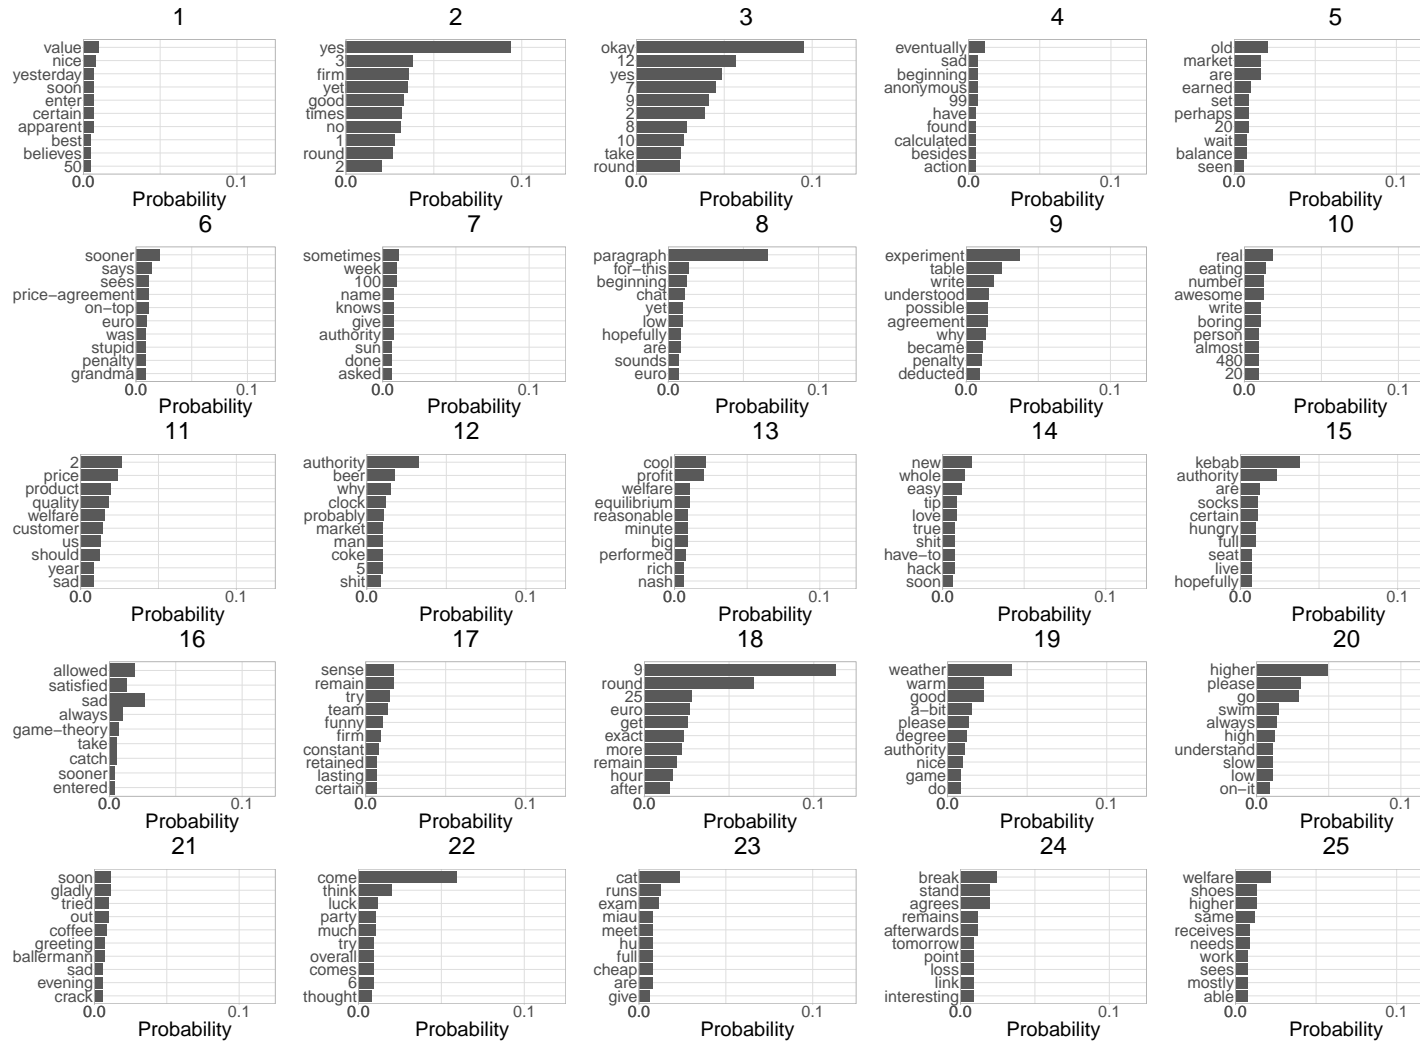 1
value
nice
yesterday
soon
enter
certain
apparent
best
believes
50
0.0 0.1
Probability
2
yes
3
firm
yet
good
times
no
1
round
2
0.0 0.1
Probability
3
okay
12
yes
7
9
2
8
10
take
round
0.0 0.1
Probability
4
eventually
sad
beginning
anonymous
99
have
found
calculated
besides
action
0.0 0.1
Probability
5
old
market
are
earned
set
perhaps
20
wait
balance
seen
0.0 0.1
Probability
6
sooner
says
sees
price−agreement
on−top
euro
was
stupid
penalty
grandma
0.0 0.1
Probability
7
sometimes
week
100
name
knows
give
authority
sun
done
asked
0.0 0.1
Probability
8
paragraph
for−this
beginning
chat
yet
low
hopefully
are
sounds
euro
0.0 0.1
Probability
9
experiment
table
write
understood
possible
agreement
why
became
penalty
deducted
0.0 0.1
Probability
10
real
eating
number
awesome
write
boring
person
almost
480
20
0.0 0.1
Probability
11
2
price
product
quality
welfare
customer
us
should
year
sad
0.0 0.1
Probability
12
authority
beer
why
clock
probably
market
man
coke
5
shit
0.0 0.1
Probability
13
cool
profit
welfare
equilibrium
reasonable
minute
big
performed
rich
nash
0.0 0.1
Probability
14
new
whole
easy
tip
love
true
shit
have−to
hack
soon
0.0 0.1
Probability
15
kebab
authority
are
socks
certain
hungry
full
seat
live
hopefully
0.0 0.1
Probability
16
allowed
satisfied
sad
always
game−theory
take
catch
sooner
entered
0.0 0.1
Probability
17
sense
remain
try
team
funny
firm
constant
retained
lasting
certain
0.0 0.1
Probability
18
9
round
25
euro
get
exact
more
remain
hour
after
0.0 0.1
Probability
19
weather
warm
good
a−bit
please
degree
authority
nice
game
do
0.0 0.1
Probability
20
higher
please
go
swim
always
high
understand
slow
low
on−it
0.0 0.1
Probability
21
soon
gladly
tried
out
coffee
greeting
ballermann
sad
evening
crack
0.0 0.1
Probability
22
come
think
luck
party
much
try
overall
comes
6
thought
0.0 0.1
Probability
23
cat
runs
exam
miau
meet
hu
full
cheap
are
give
0.0 0.1
Probability
24
break
stand
agrees
remains
afterwards
tomorrow
point
loss
link
interesting
0.0 0.1
Probability
25
welfare
shoes
higher
same
receives
needs
work
sees
mostly
able
0.0 0.1
Probability